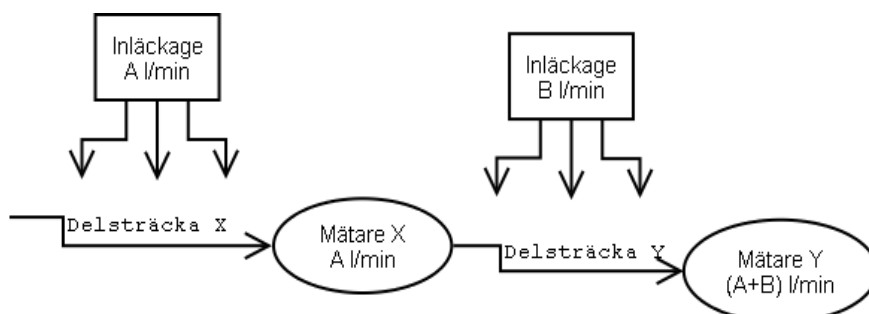 Inläckage
A l/min
Inläckage
B l/min
Delsträcka X
Mätare X
A l/min
Delsträcka Y
Mätare Y
(A+B) l/min